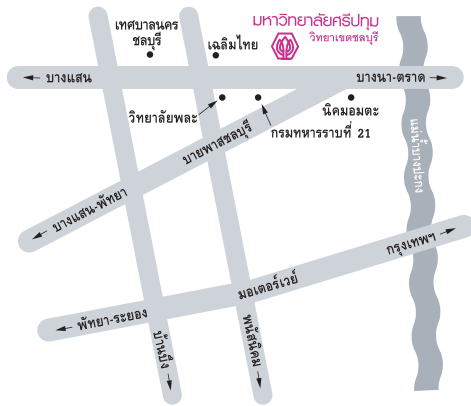 มหาวิทยาลัยศรีปทุม
วิทยาเขตชลบุรี
เทศบาลนคร
ชลบุรี
เฉลิมไทย
บางแสน
บางนา-ตราด
วิทยาลัยพละ
นิคมอมตะ
กรมทหารราบที่ 21
บายพาสชลบุรี
แม่น้ำบางปะกง
บางแสน-พัทยา
กรุงเทพฯ
มอเตอร์เวย์
พัทยา-ระยอง
บ้านบึง
พนัสนิคม